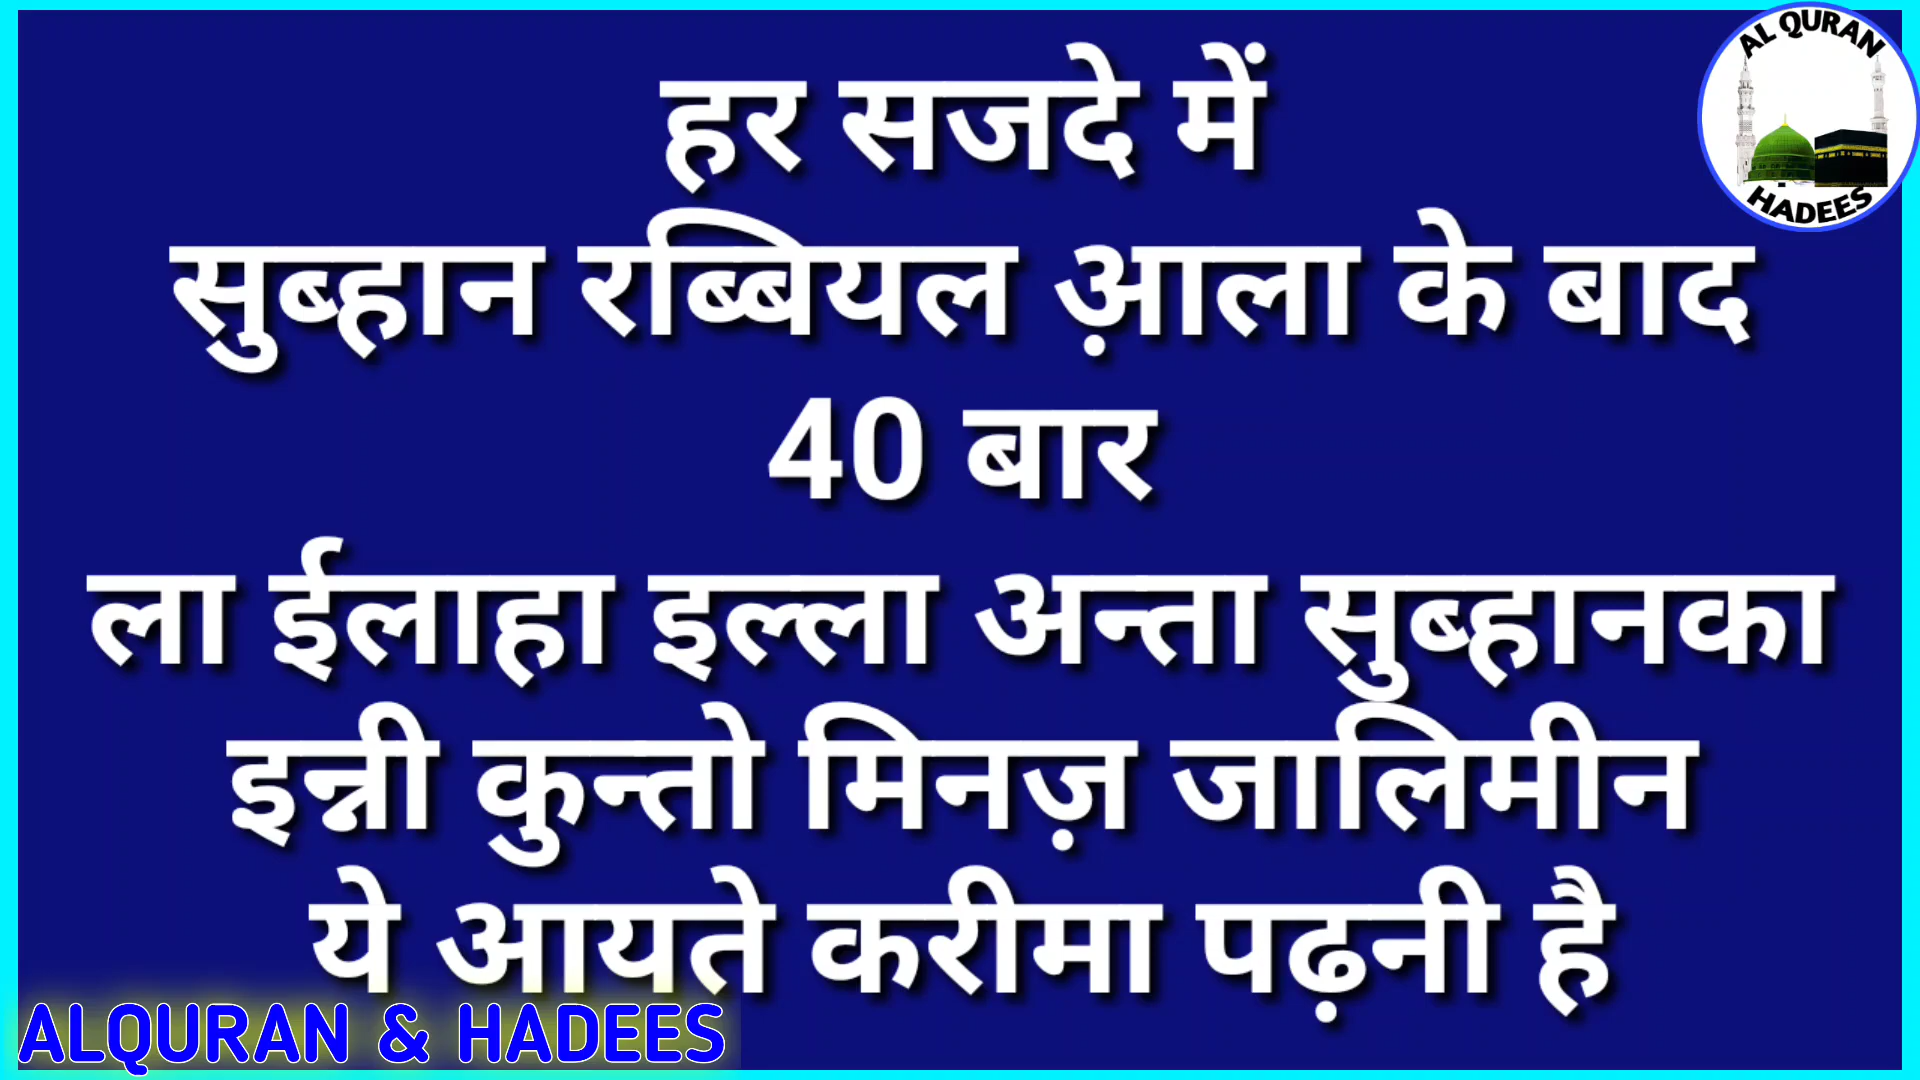 AL QURAN
HADEES
हर सजदे में
सुब्हान रब्बियल आ़ला के बाद
40 बार
ला ईलाहा इल्ला अन्ता सुब्हानका
इन्नी कुन्तो मिनज़ जालिमीन
ये आयते करीमा पढ़नी है
ALQURAN & HADEES